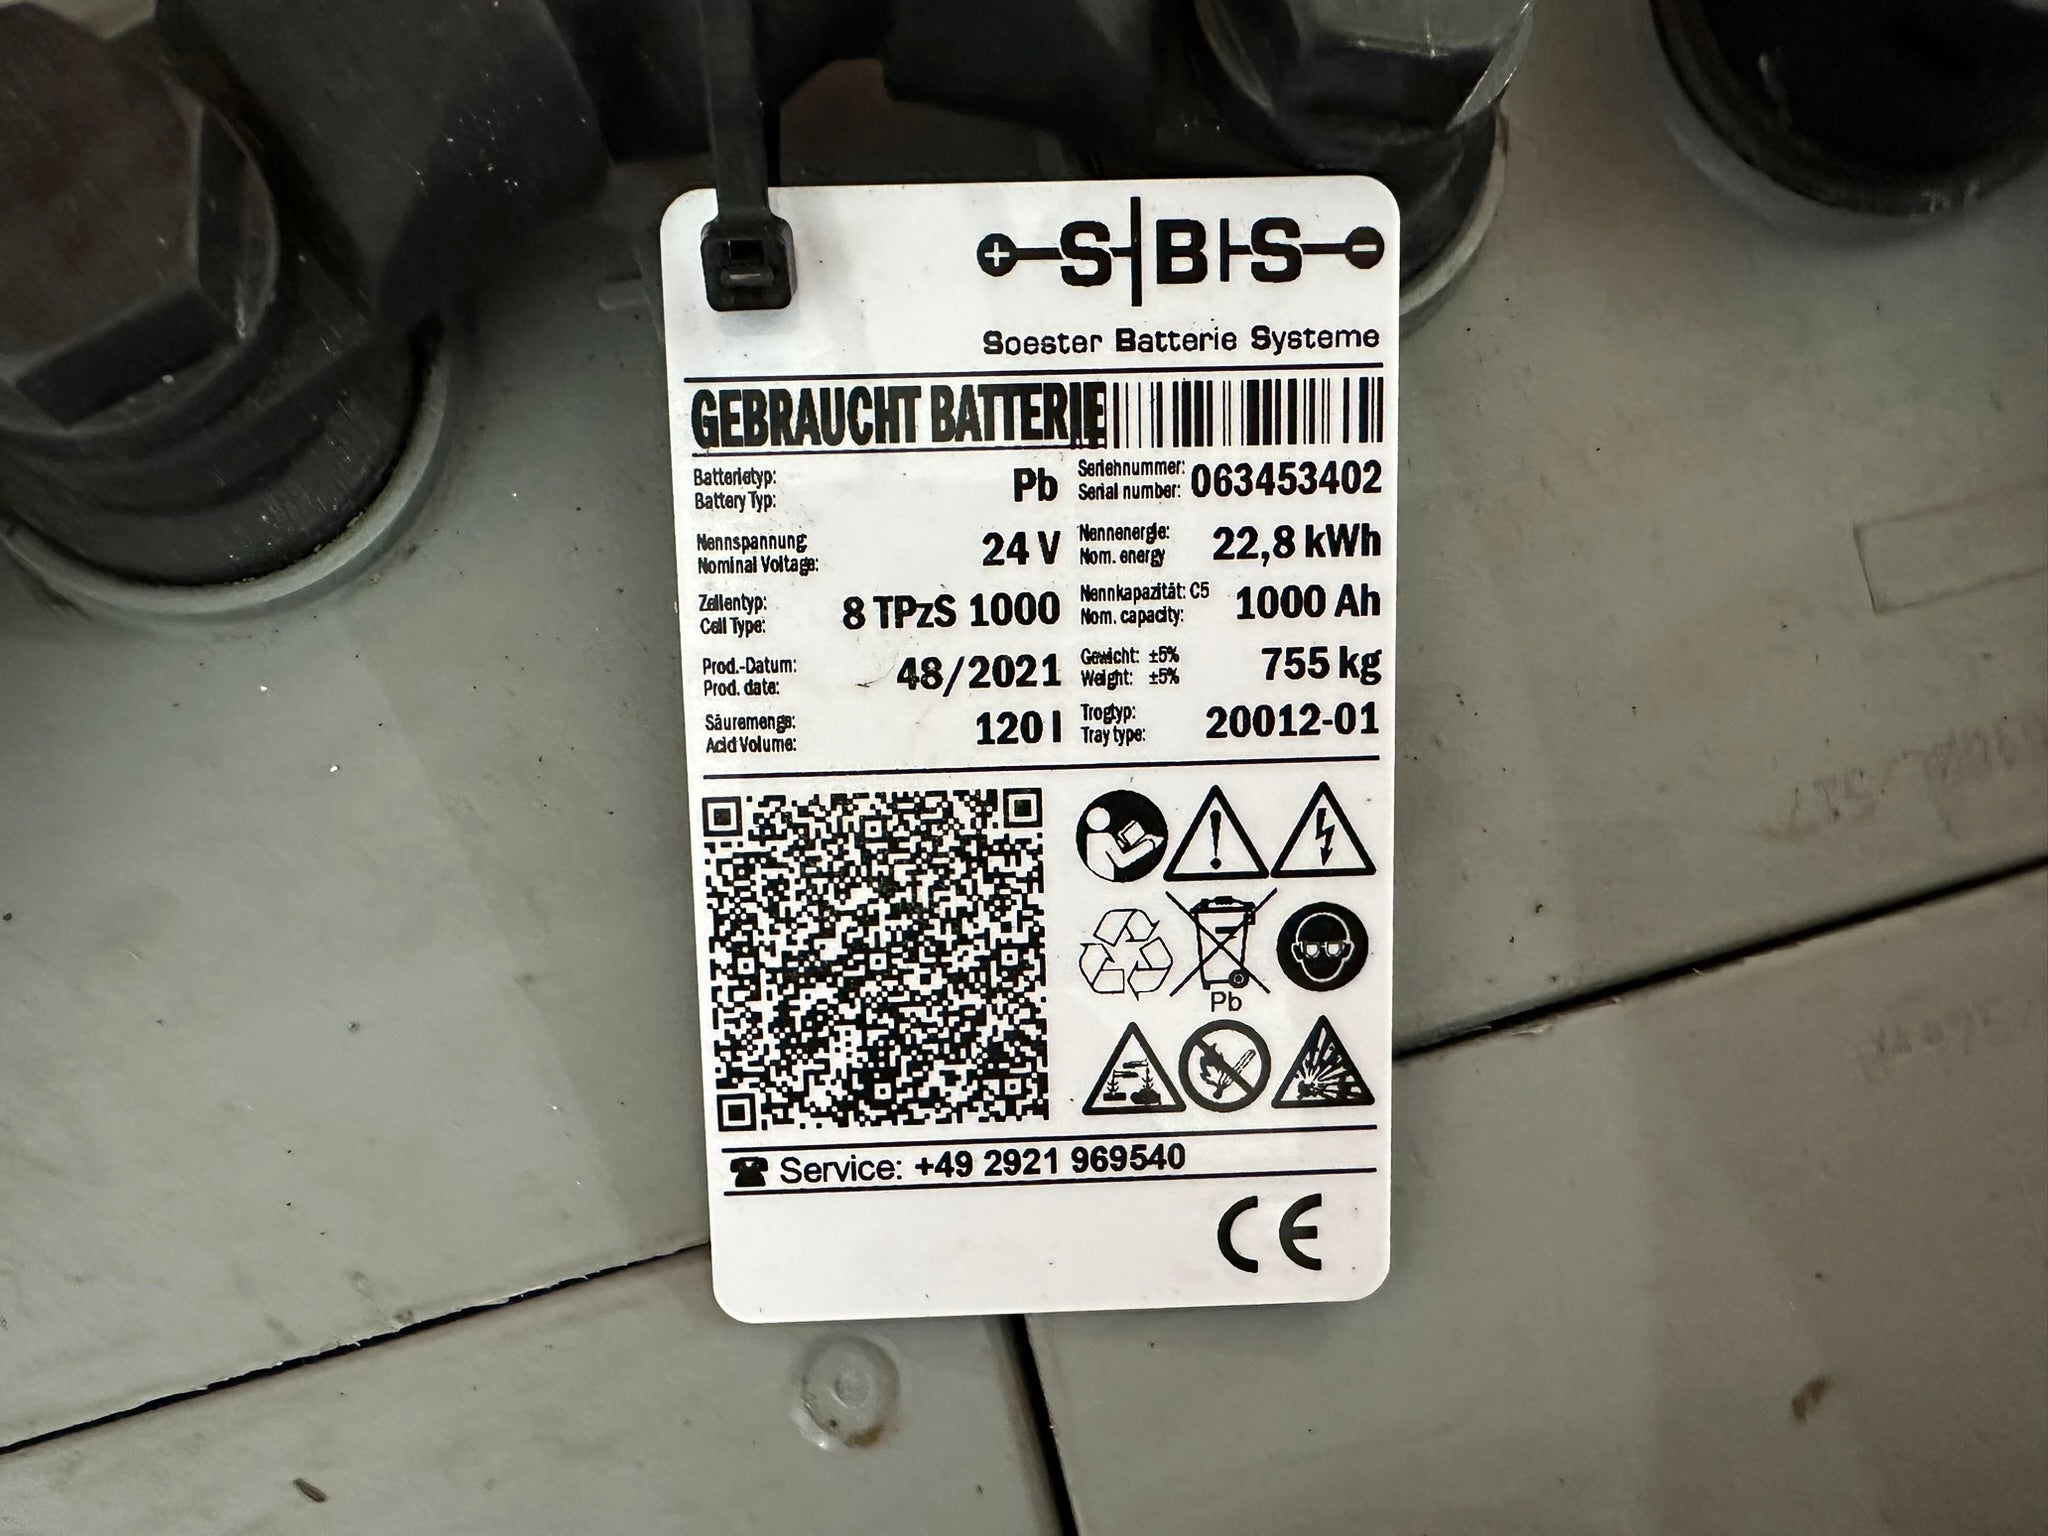 S B S
Soester Batterie Systeme
GEBRAUCHT BATTERIE
Batterietyp: Pb Seriehnummer: 063453402
Battery Typ: Serial number:
Nennspannung 24 V Nennenergie: 22,8 kWh
Nominal Voltage: Nom. energy
Zellentyp: 8 TPzS 1000 Nennkapazität: C5 1000 Ah
Cell Type: Nom. capacity:
Prod.-Datum: 48/2021 Gewicht: ±5% 755 kg
Prod. date: Weight: ±5%
Säuremenge: 120 l Trogtyp: 20012-01
Acid Volume: Tray type:
Pb
Service: +49 2921 969540
CE